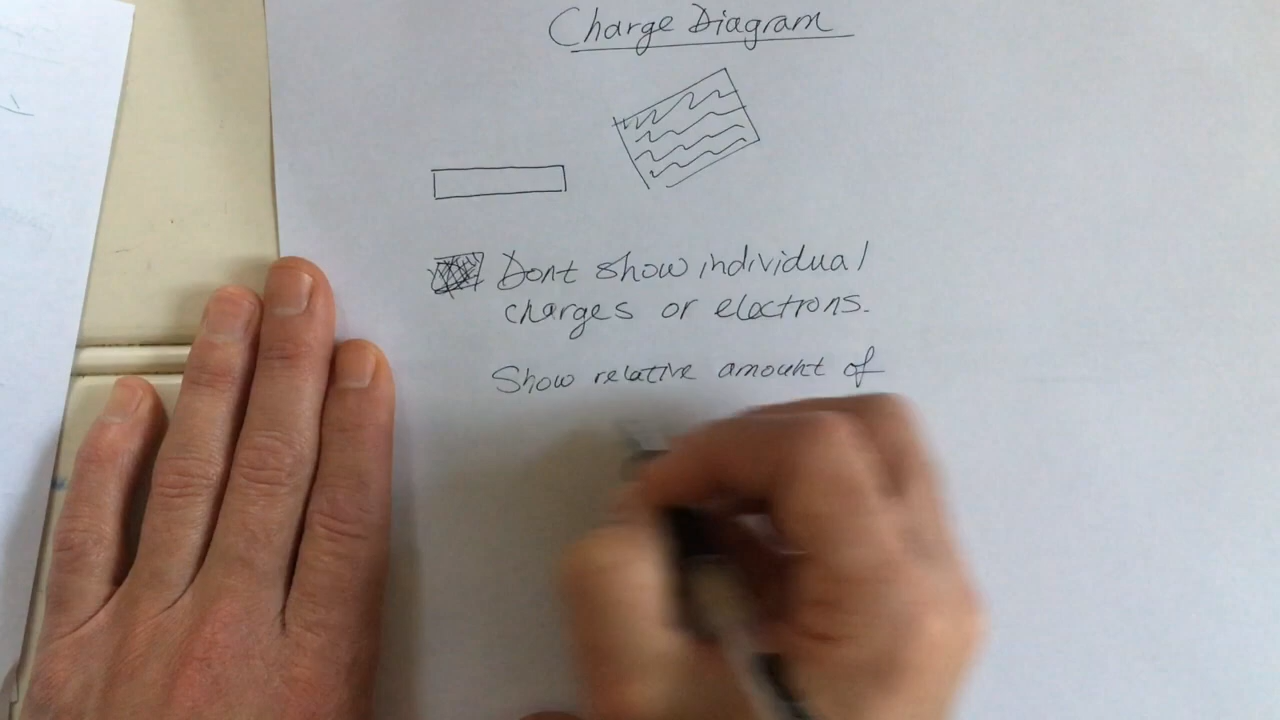 Charge Diagram
Dont show individual
charges or electrons.
Show relative amount of